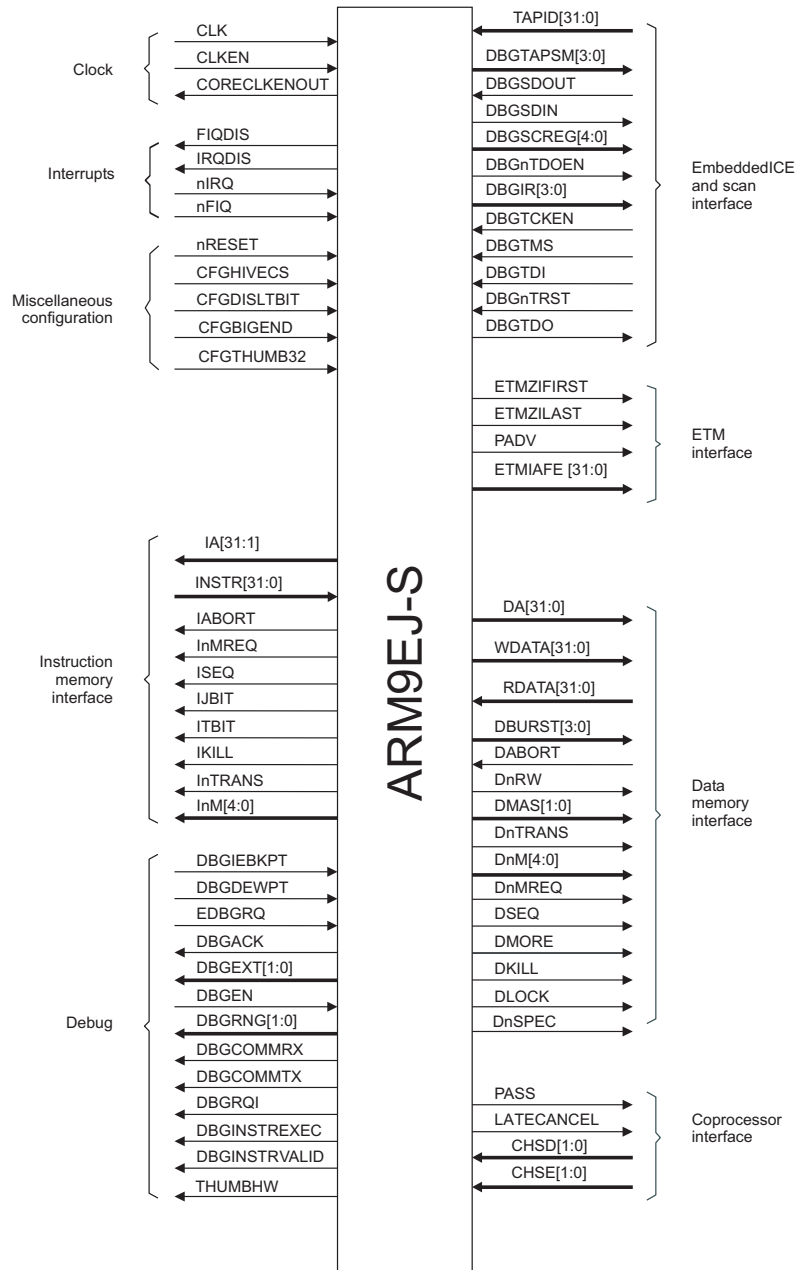 Clock
CLK
CLKEN
CORECLKENOUT
Interrupts
FIQDIS
IRQDIS
nIRQ
nFIQ
Miscellaneous
configuration
nRESET
CFGHIVECS
CFGDISLTBIT
CFGBIGEND
CFGTHUMB32
Instruction
memory
interface
IA[31:1]
INSTR[31:0]
IABORT
InMREQ
ISEQ
IJBIT
ITBIT
IKILL
InTRANS
InM[4:0]
Debug
DBGIEBKPT
DBGDEWPT
EDBGRQ
DBGACK
DBGEXT[1:0]
DBGEN
DBGRNG[1:0]
DBGCOMMRX
DBGCOMMTX
DBGRQI
DBGINSTREXEC
DBGINSTRVALID
THUMBHW
ARM9EJ-S
TAPID[31:0]
DBGTAPSM[3:0]
DBGSDOUT
DBGSDIN
DBGSCREG[4:0]
DBGnTDOEN
DBGIR[3:0]
DBGTCKEN
DBGTMS
DBGTDI
DBGnTRST
DBGTDO
EmbeddedICE
and scan
interface
ETMZIFIRST
ETMZILAST
PADV
ETMIAFE [31:0]
ETM
interface
DA[31:0]
WDATA[31:0]
RDATA[31:0]
DBURST[3:0]
DABORT
DnRW
DMAS[1:0]
DnTRANS
DnM[4:0]
DnMREQ
DSEQ
DMORE
DKILL
DLOCK
DnSPEC
Data
memory
interface
PASS
LATECANCEL
CHSD[1:0]
CHSE[1:0]
Coprocessor
interface